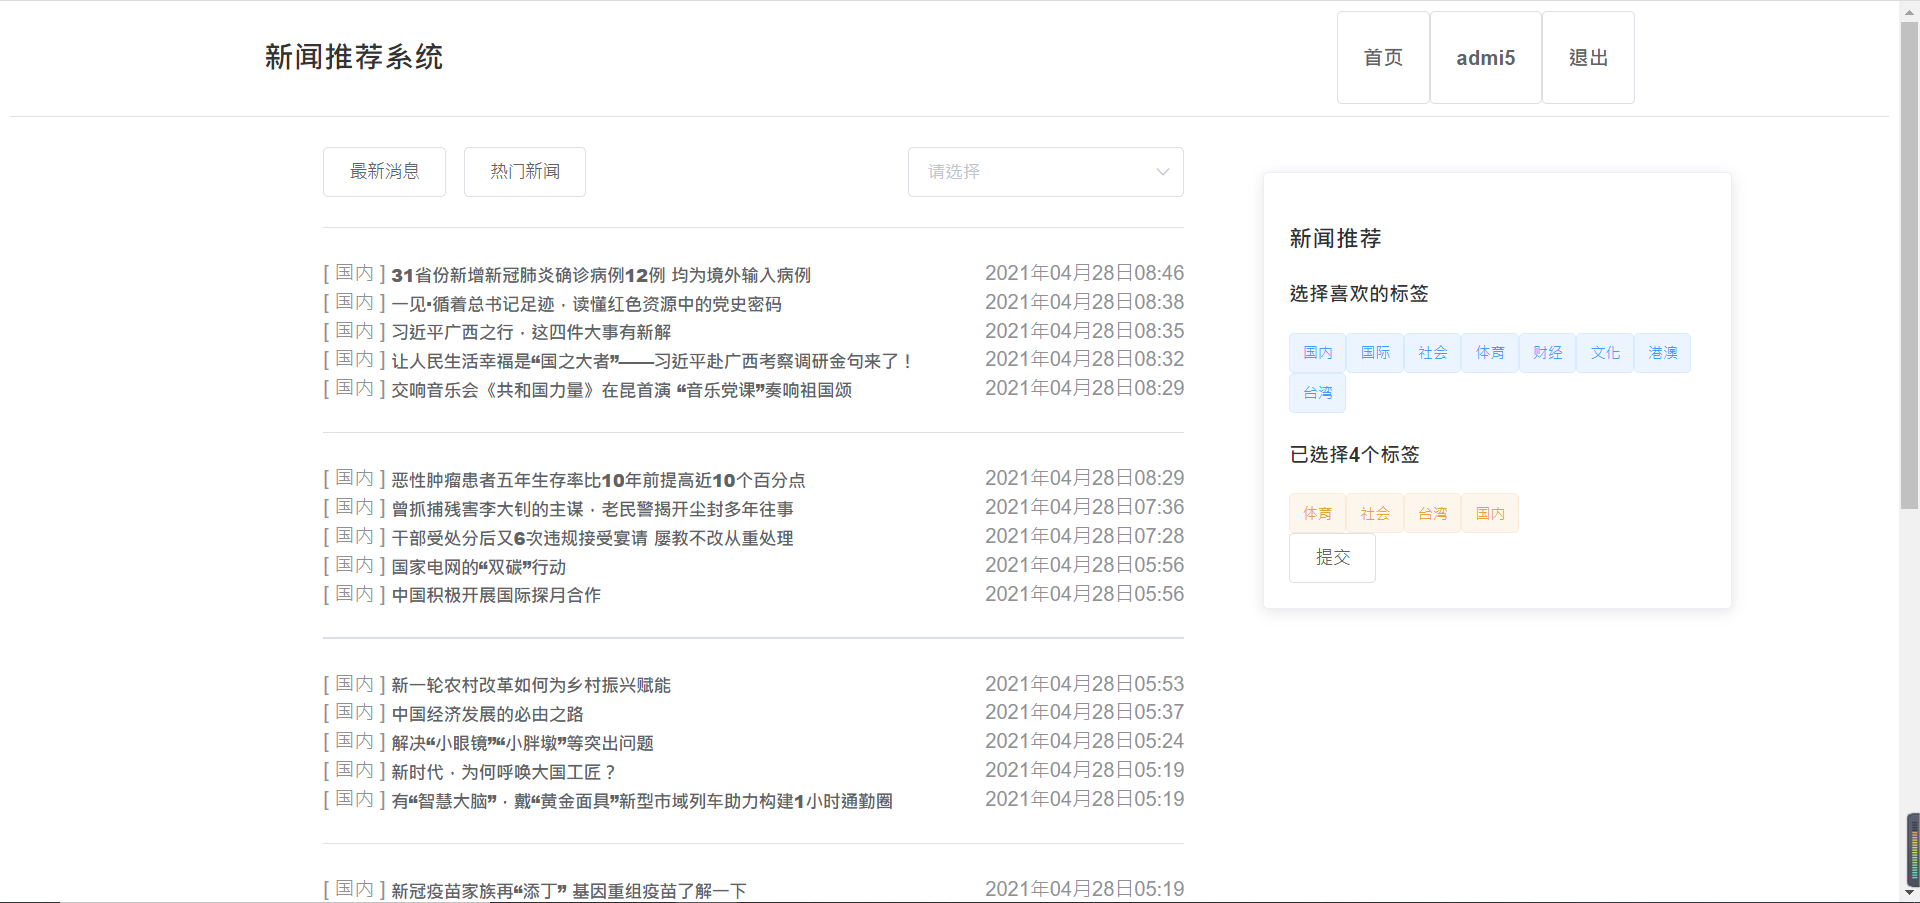 新闻推荐系统
首页 admi5 退出
最新消息 热门新闻 请选择
[ 国内 ] 31省份新增新冠肺炎确诊病例12例 均为境外输入病例 2021年04月28日08:46
[ 国内 ] 一见·循着总书记足迹，读懂红色资源中的党史密码 2021年04月28日08:38
[ 国内 ] 习近平广西之行，这四件大事有新解 2021年04月28日08:35
[ 国内 ] 让人民生活幸福是“国之大者”——习近平赴广西考察调研金句来了！ 2021年04月28日08:32
[ 国内 ] 交响音乐会《共和国力量》在昆首演 “音乐党课”奏响祖国颂 2021年04月28日08:29
[ 国内 ] 恶性肿瘤患者五年生存率比10年前提高近10个百分点 2021年04月28日08:29
[ 国内 ] 曾抓捕残害李大钊的主谋，老民警揭开尘封多年往事 2021年04月28日07:36
[ 国内 ] 干部受处分后又6次违规接受宴请 屡教不改从重处理 2021年04月28日07:28
[ 国内 ] 国家电网的“双碳”行动 2021年04月28日05:56
[ 国内 ] 中国积极开展国际探月合作 2021年04月28日05:56
[ 国内 ] 新一轮农村改革如何为乡村振兴赋能 2021年04月28日05:53
[ 国内 ] 中国经济发展的必由之路 2021年04月28日05:37
[ 国内 ] 解决“小眼镜”“小胖墩”等突出问题 2021年04月28日05:24
[ 国内 ] 新时代，为何呼唤大国工匠？ 2021年04月28日05:19
[ 国内 ] 有“智慧大脑”，戴“黄金面具”新型市域列车助力构建1小时通勤圈 2021年04月28日05:19
[ 国内 ] 新冠疫苗家族再“添丁” 基因重组疫苗了解一下 2021年04月28日05:19
新闻推荐
选择喜欢的标签
国内 国际 社会 体育 财经 文化 港澳
台湾
已选择4个标签
体育 社会 台湾 国内
提交